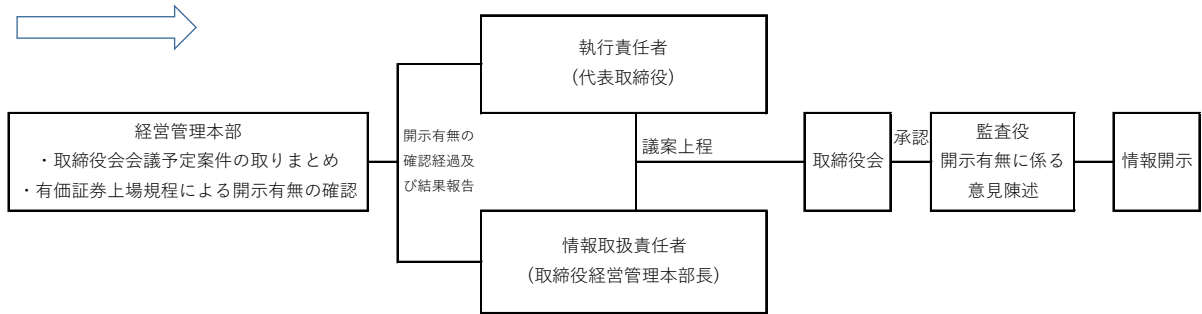 経営管理本部
・取締役会会議予定案件の取りまとめ
・有価証券上場規程による開示有無の確認
開示有無の
確認経過及
び結果報告
執行責任者
(代表取締役)
情報取扱責任者
(取締役経営管理本部長)
議案上程
取締役会
承認
監査役
開示有無に係る
意見陳述
情報開示